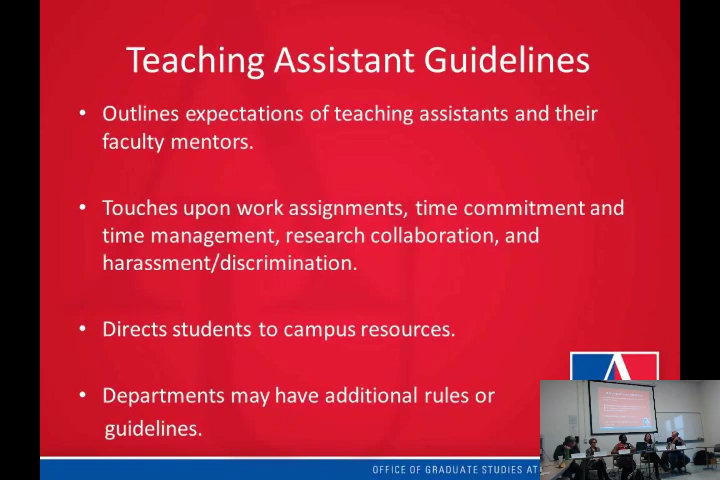 Teaching Assistant Guidelines
• Outlines expectations of teaching assistants and their
faculty mentors.
• Touches upon work assignments, time commitment and
time management, research collaboration, and
harassment/discrimination.
• Directs students to campus resources.
• Departments may have additional rules or
guidelines.
OFFICE OF GRADUATE STUDIES AT